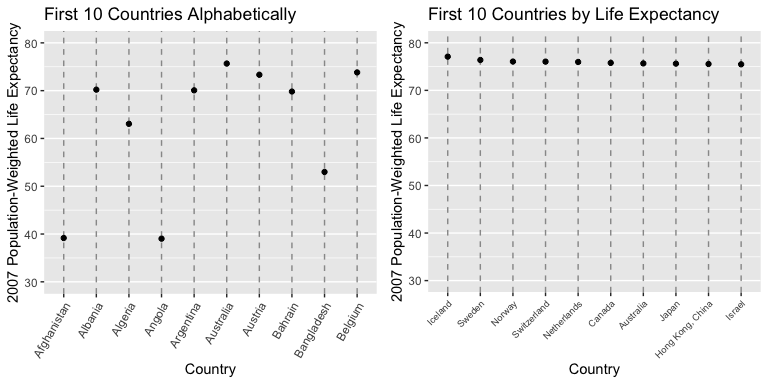 First 10 Countries Alphabetically
2007 Population-Weighted Life Expectancy
80
70
60
50
40
30
Afghanistan
Albania
Algeria
Angola
Argentina
Australia
Austria
Bahrain
Bangladesh
Belgium
Country
First 10 Countries by Life Expectancy
2007 Population-Weighted Life Expectancy
80
70
60
50
40
30
Iceland
Sweden
Norway
Switzerland
Netherlands
Canada
Australia
Japan
Hong Kong, China
Israel
Country